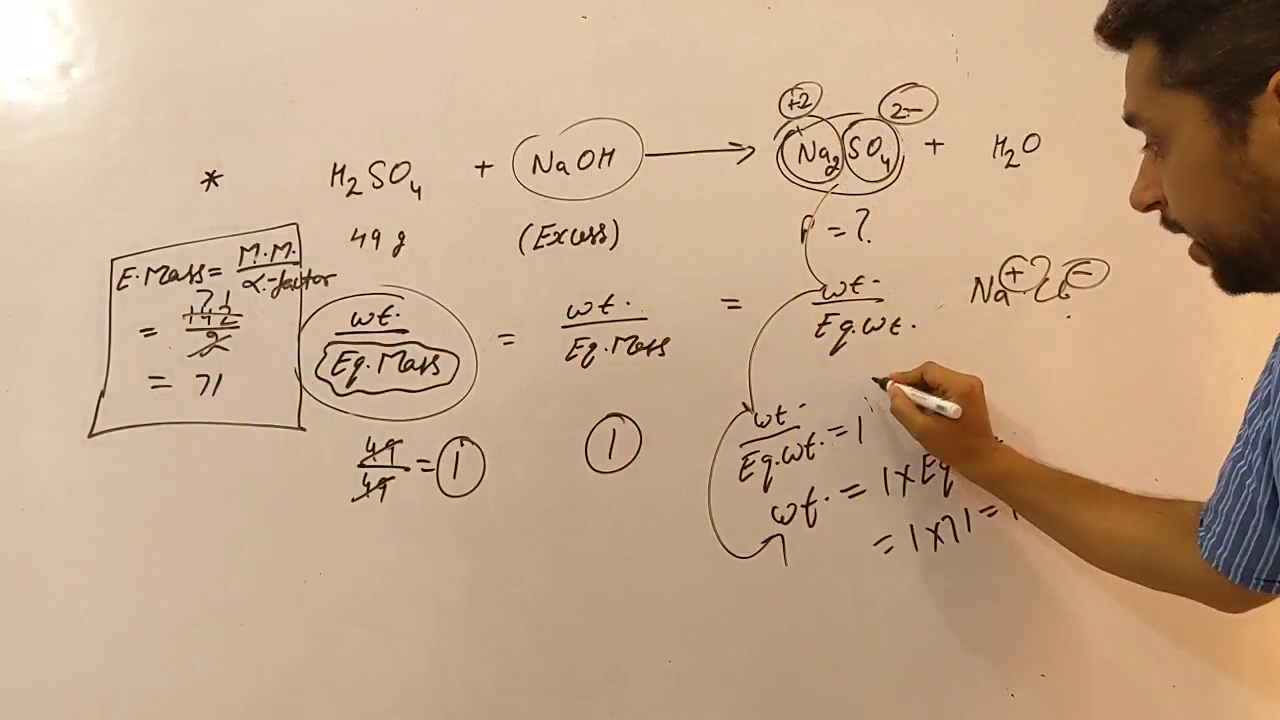 +2 2-
* H2SO4 + NaOH ⟶ Na2SO4 + H2O
49 g (Excess) = ?
E.Mass = M.M. / α-factor
= 142 / 2 71
= 71
wt. / Eq.Mass = wt. / Eq.Mass = wt. / Eq.wt.
Na+ Cl-
49 / 49 = 1 1
wt. / Eq.wt. = 1
wt. = 1 x Eq
= 1 x 71 =